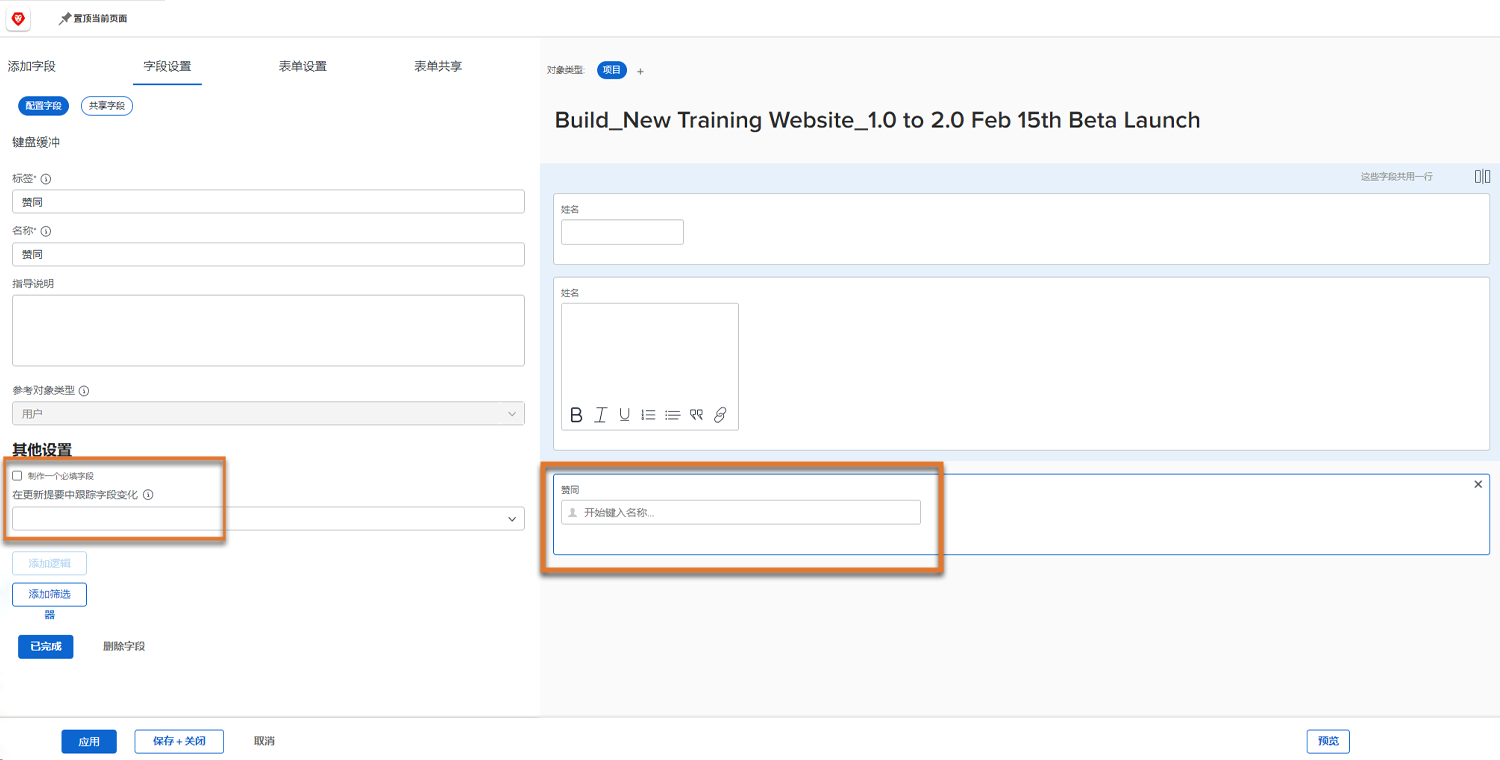 置顶当前页面
添加字段
字段设置
表单设置
表单共享
配置字段
共享字段
键盘缓冲
标签*
赞同
名称*
赞同
指导说明
参考对象类型
用户
其他设置
制作一个必填字段
在更新提要中跟踪字段变化
添加逻辑
添加筛选
器
已完成
删除字段
对象类型:
项目
+
Build_New Training Website_1.0 to 2.0 Feb 15th Beta Launch
这些字段共用一行
姓名
姓名
赞同
开始键入名称...
应用
保存 + 关闭
取消
预览